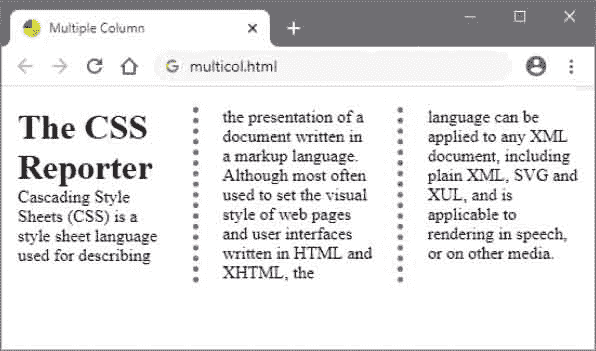 Multiple Column
multicol.html
The CSS
Reporter
Cascading Style
Sheets (CSS) is a
style sheet language
used for describing
the presentation of a
document written in
a markup language.
Although most often
used to set the visual
style of web pages
and user interfaces
written in HTML and
XHTML, the
language can be
applied to any XML
document, including
plain XML, SVG and
XUL, and is
applicable to
rendering in speech,
or on other media.